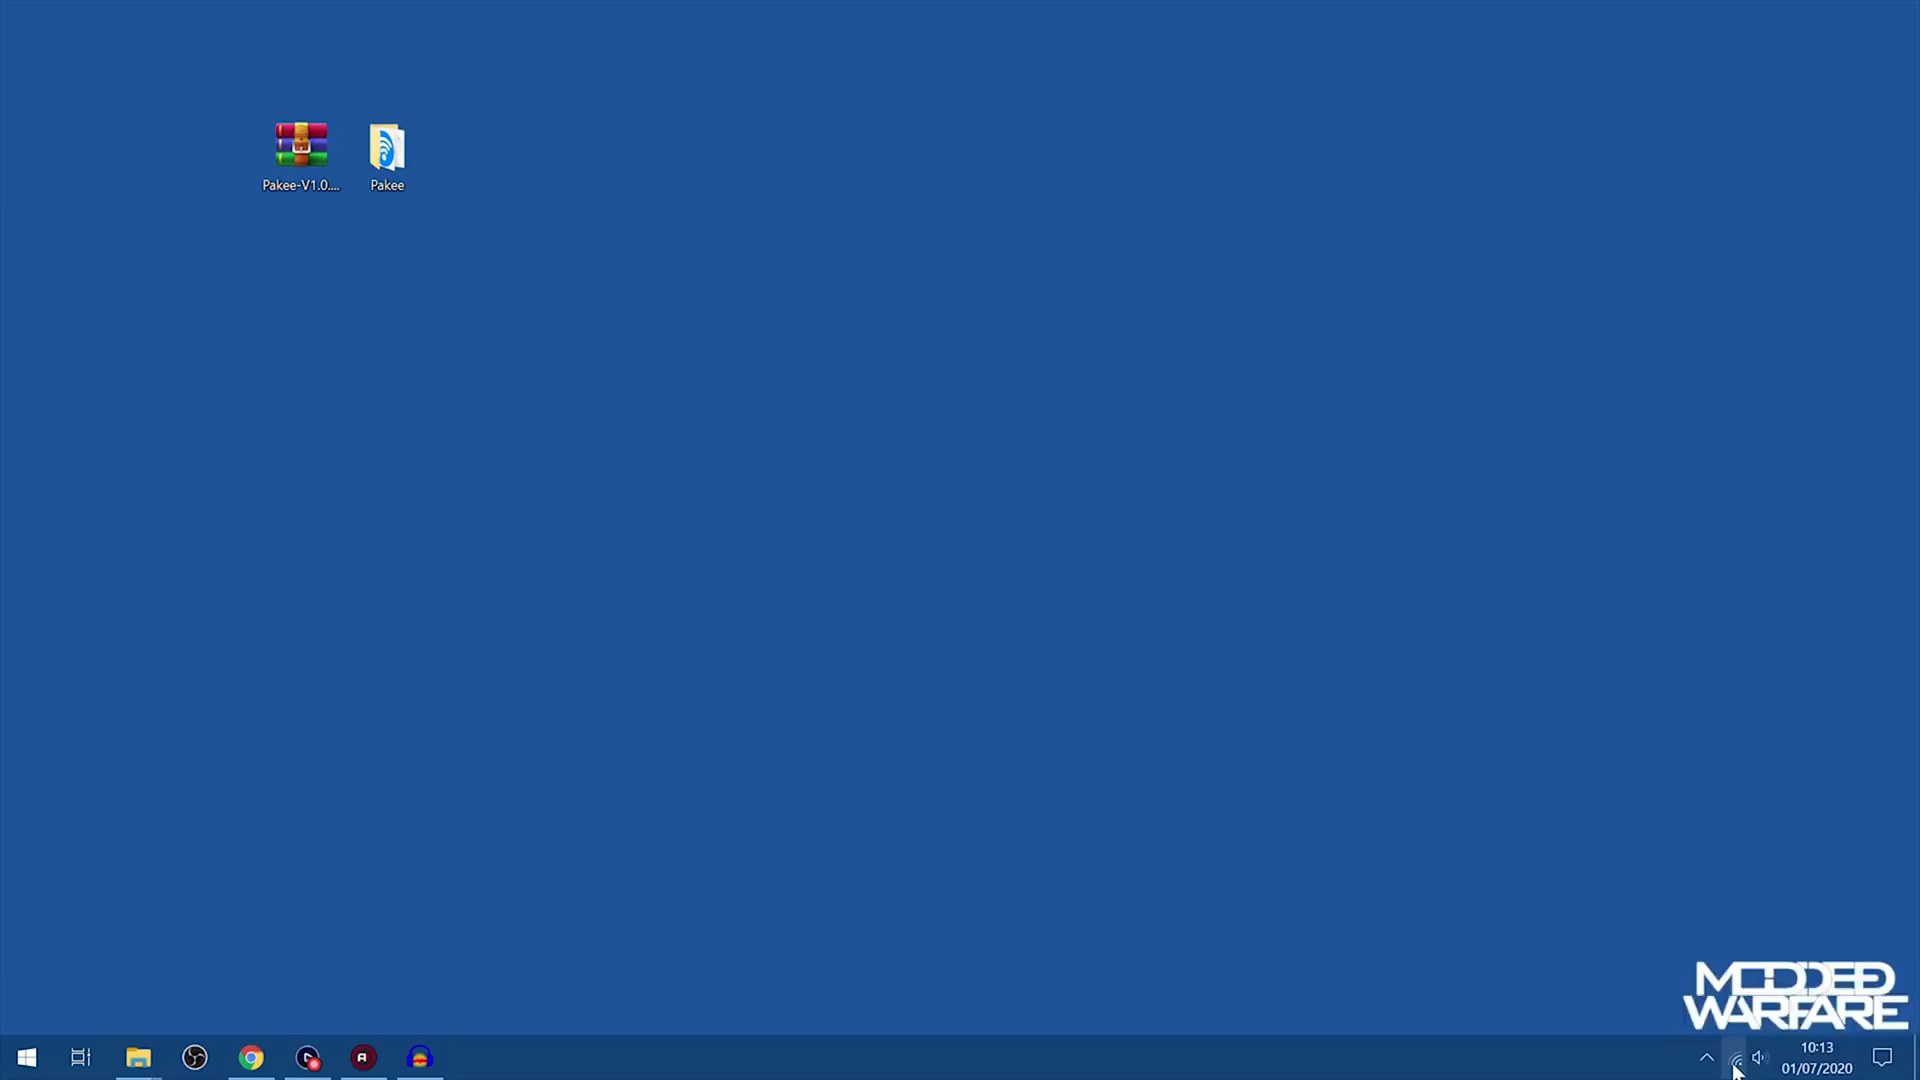 Pakee-V1.0....
Pakee
MODDED
WARFARE
10:13
01/07/2020